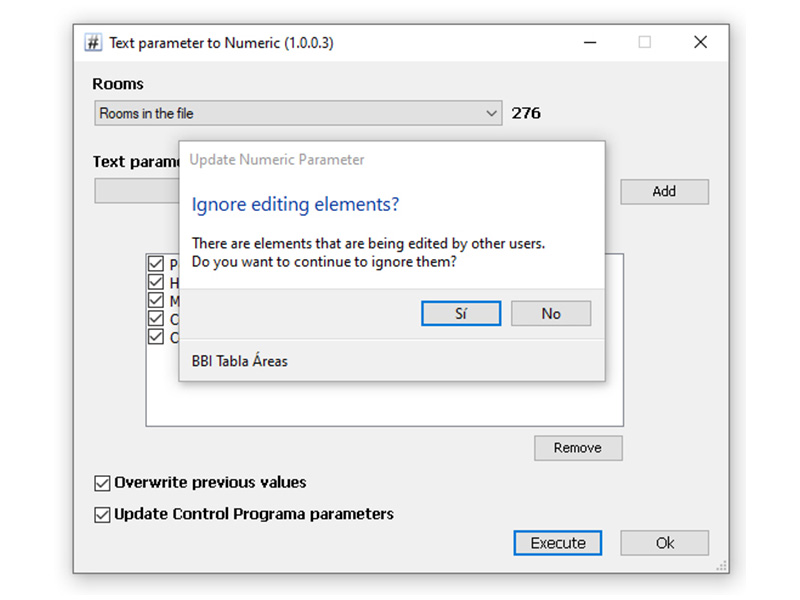 Text parameter to Numeric (1.0.0.3)
Rooms
Rooms in the file 276
Text
Add
Update Numeric Parameter
Ignore editing elements?
There are elements that are being edited by other users.
Do you want to continue to ignore them?
Sí No
BBI Tabla Áreas
P
H
M
Remove
Overwrite previous values
Update Control Programa parameters
Execute Ok